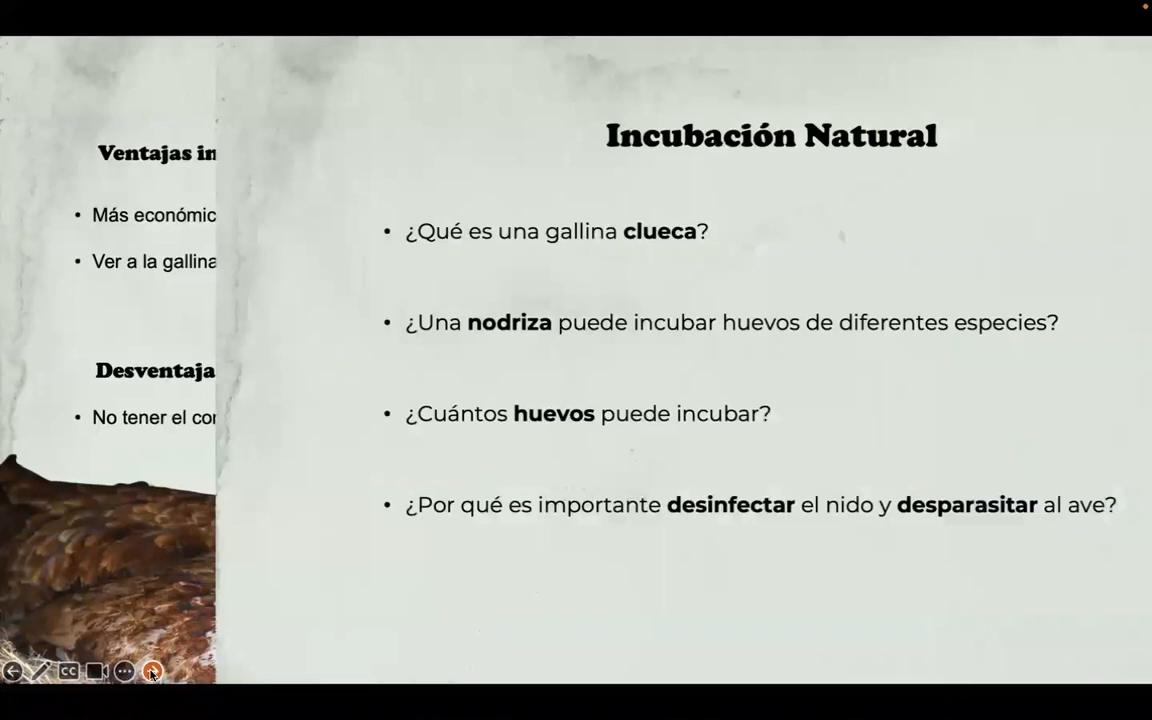 Incubación Natural
¿Qué es una gallina clueca?
¿Una nodriza puede incubar huevos de diferentes especies?
¿Cuántos huevos puede incubar?
¿Por qué es importante desinfectar el nido y desparasitar al ave?
Ventajas in
Más económic
Ver a la gallina
Desventaja
No tener el cor
CC